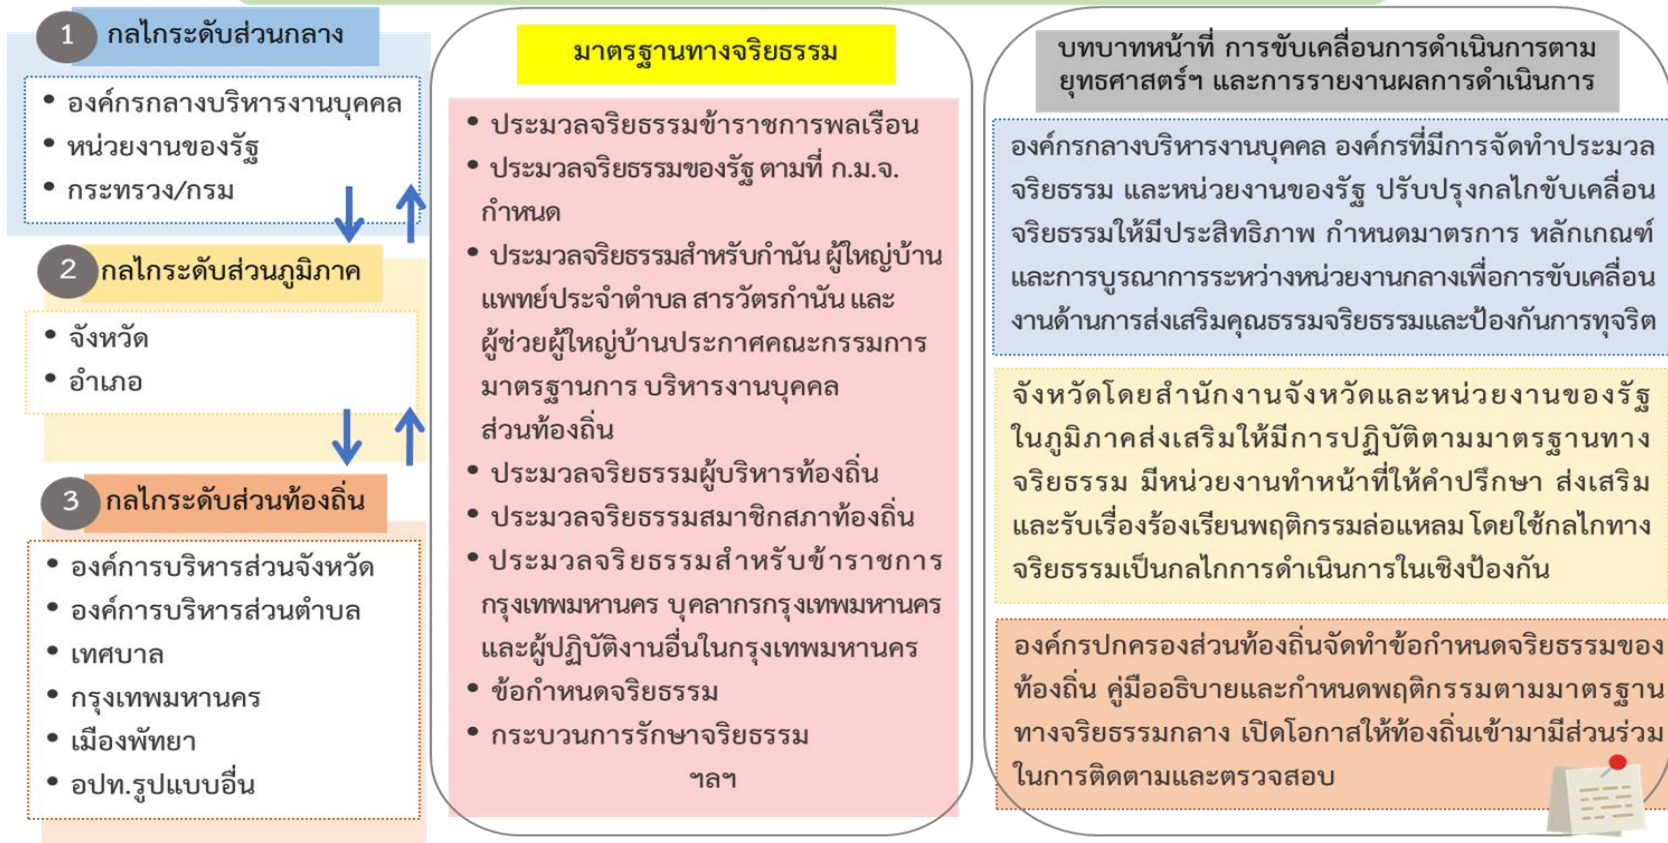 1 กลไกระดับส่วนกลาง
• องค์กรกลางบริหารงานบุคคล
• หน่วยงานของรัฐ
• กระทรวง/กรม
2 กลไกระดับส่วนภูมิภาค
• จังหวัด
• อำเภอ
3 กลไกระดับส่วนท้องถิ่น
• องค์การบริหารส่วนจังหวัด
• องค์การบริหารส่วนตำบล
• เทศบาล
• กรุงเทพมหานคร
• เมืองพัทยา
• อปท.รูปแบบอื่น
มาตรฐานทางจริยธรรม
• ประมวลจริยธรรมข้าราชการพลเรือน
• ประมวลจริยธรรมของรัฐ ตามที่ ก.ม.จ.
กำหนด
• ประมวลจริยธรรมสำหรับกำนัน ผู้ใหญ่บ้าน
แพทย์ประจำตำบล สารวัตรกำนัน และ
ผู้ช่วยผู้ใหญ่บ้านประกาศคณะกรรมการ
มาตรฐานการ บริหารงานบุคคล
ส่วนท้องถิ่น
• ประมวลจริยธรรมผู้บริหารท้องถิ่น
• ประมวลจริยธรรมสมาชิกสภาท้องถิ่น
• ประมวลจริยธรรมสำหรับข้าราชการ
กรุงเทพมหานคร บุคลากรกรุงเทพมหานคร
และผู้ปฏิบัติงานอื่นในกรุงเทพมหานคร
• ข้อกำหนดจริยธรรม
• กระบวนการรักษาจริยธรรม
ฯลฯ
บทบาทหน้าที่ การขับเคลื่อนการดำเนินการตาม
ยุทธศาสตร์ฯ และการรายงานผลการดำเนินการ
องค์กรกลางบริหารงานบุคคล องค์กรที่มีการจัดทำประมวล
จริยธรรม และหน่วยงานของรัฐ ปรับปรุงกลไกขับเคลื่อน
จริยธรรมให้มีประสิทธิภาพ กำหนดมาตรการ หลักเกณฑ์
และการบูรณาการระหว่างหน่วยงานกลางเพื่อการขับเคลื่อน
งานด้านการส่งเสริมคุณธรรมจริยธรรมและป้องกันการทุจริต
จังหวัดโดยสำนักงานจังหวัดและหน่วยงานของรัฐ
ในภูมิภาคส่งเสริมให้มีการปฏิบัติตามมาตรฐานทาง
จริยธรรม มีหน่วยงานทำหน้าที่ให้คำปรึกษา ส่งเสริม
และรับเรื่องร้องเรียนพฤติกรรมล่อแหลม โดยใช้กลไกทาง
จริยธรรมเป็นกลไกการดำเนินการในเชิงป้องกัน
องค์กรปกครองส่วนท้องถิ่นจัดทำข้อกำหนดจริยธรรมของ
ท้องถิ่น คู่มืออธิบายและกำหนดพฤติกรรมตามมาตรฐาน
ทางจริยธรรมกลาง เปิดโอกาสให้ท้องถิ่นเข้ามามีส่วนร่วม
ในการติดตามและตรวจสอบ